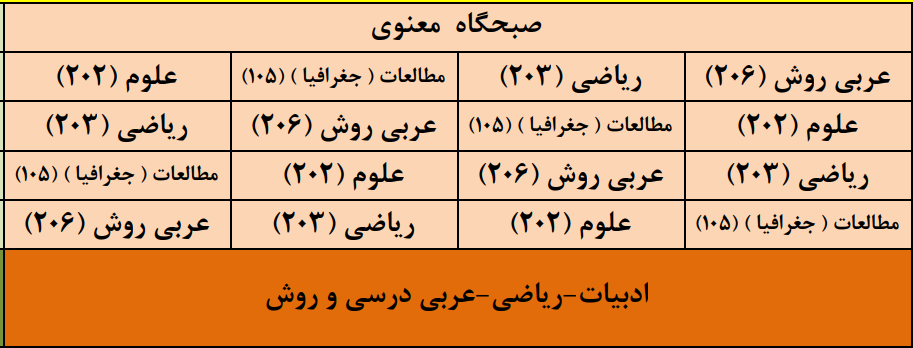 صبحگاه معنوی
عربی روش (۲۰۶) ریاضی (۲۰۳) مطالعات ( جغرافیا ) (۱۰۵) علوم (۲۰۲)
علوم (۲۰۲) مطالعات ( جغرافیا ) (۱۰۵) عربی روش (۲۰۶) ریاضی (۲۰۳)
ریاضی (۲۰۳) عربی روش (۲۰۶) علوم (۲۰۲) مطالعات ( جغرافیا ) (۱۰۵)
مطالعات ( جغرافیا ) (۱۰۵) علوم (۲۰۲) ریاضی (۲۰۳) عربی روش (۲۰۶)
ادبیات-ریاضی-عربی درسی و روش